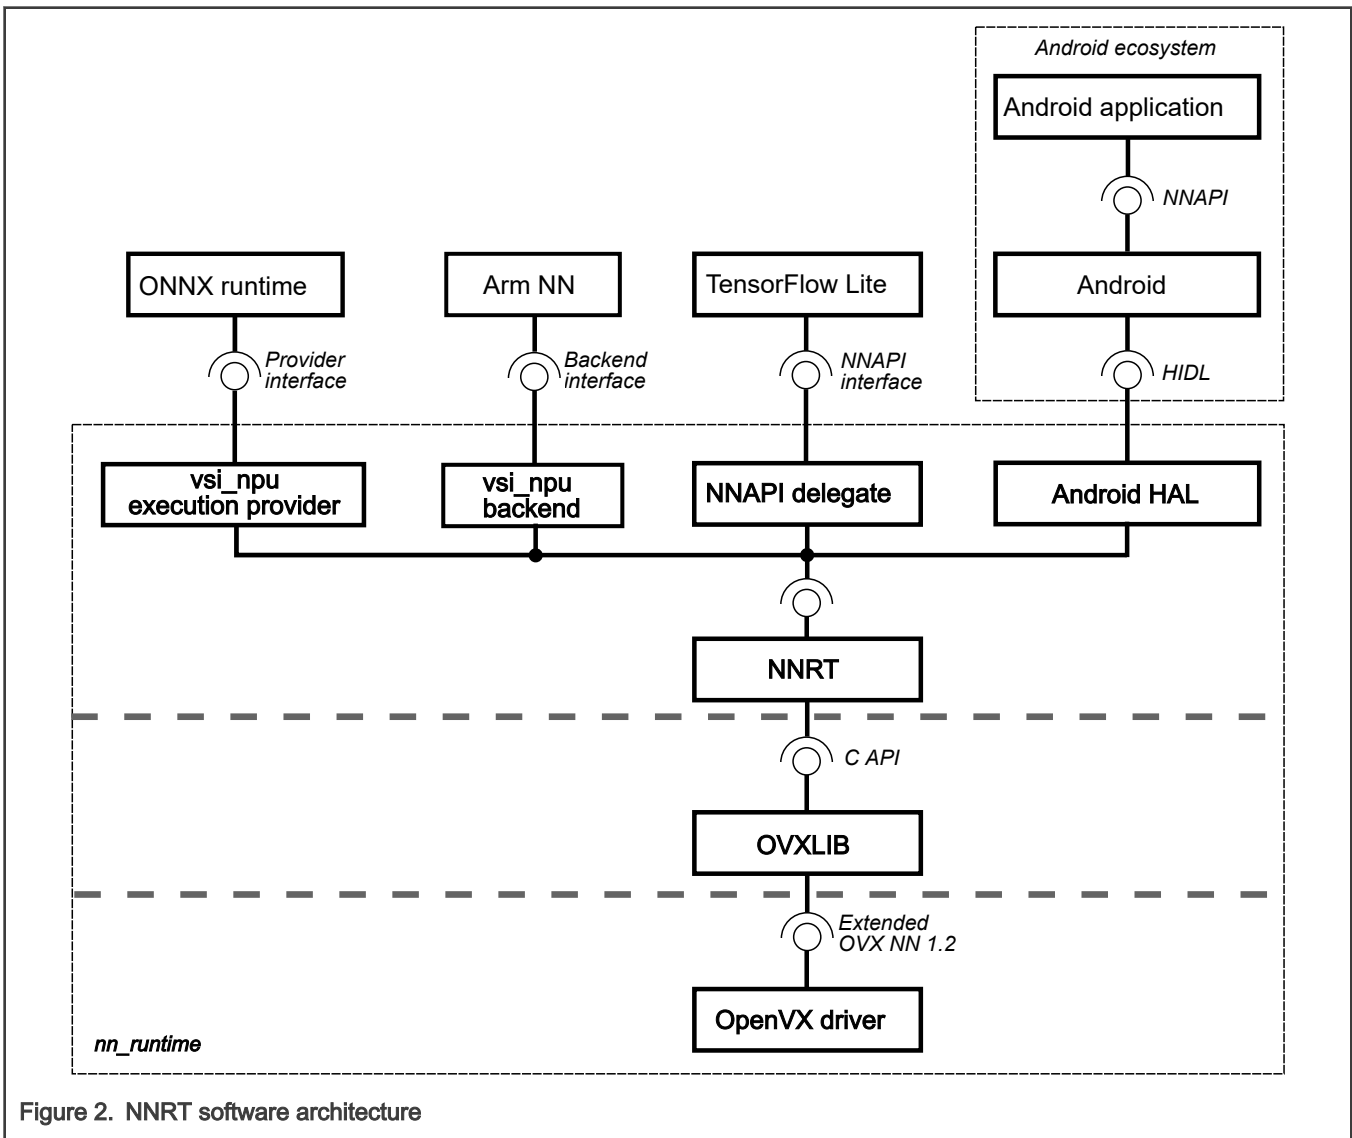 Android ecosystem
Android application
NNAPI
ONNX runtime
Arm NN
TensorFlow Lite
Android
Provider
interface
Backend
interface
NNAPI
interface
HIDL
vsi_npu
execution provider
vsi_npu
backend
NNAPI delegate
Android HAL
NNRT
C API
OVXLIB
Extended
OVX NN 1.2
OpenVX driver
nn_runtime
Figure 2. NNRT software architecture